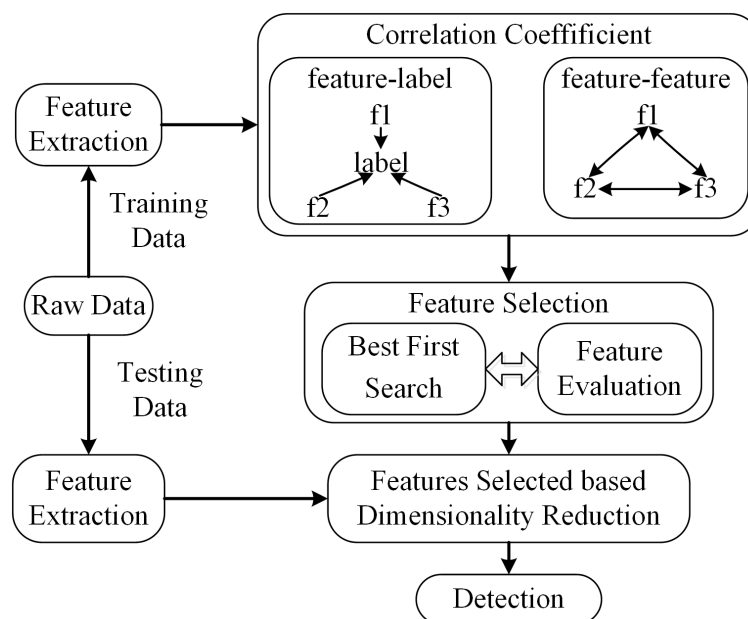 Correlation Coeffificient
feature-label
f1
label
f2
f3
feature-feature
f1
f2
f3
Feature
Extraction
Training
Data
Raw Data
Testing
Data
Feature
Extraction
Feature Selection
Best First
Search
Feature
Evaluation
Features Selected based
Dimensionality Reduction
Detection